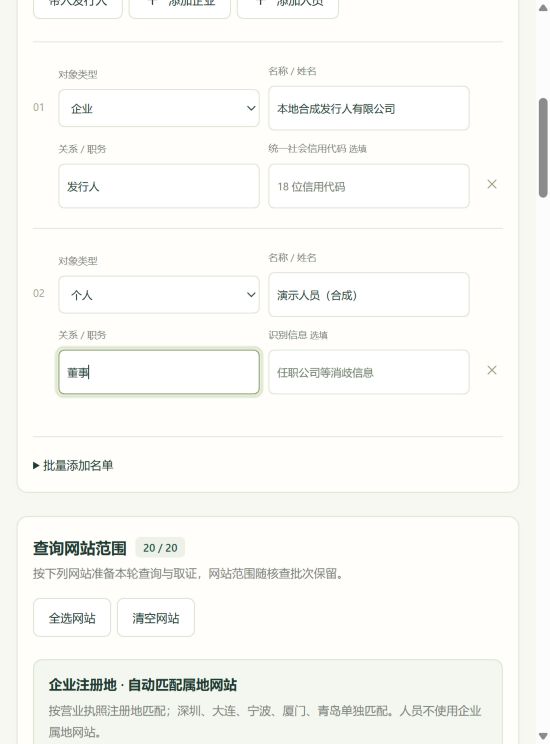 带入发行人 + 添加企业 + 添加人员
对象类型
名称 / 姓名
01
企业
本地合成发行人有限公司
关系 / 职务
统一社会信用代码 选填
发行人
18 位信用代码
×
对象类型
名称 / 姓名
02
个人
演示人员（合成）
关系 / 职务
识别信息 选填
董事
任职公司等消歧信息
×
▶ 批量添加名单
查询网站范围 20 / 20
按下列网站准备本轮查询与取证，网站范围随核查批次保留。
全选网站 清空网站
企业注册地 · 自动匹配属地网站
按营业执照注册地匹配；深圳、大连、宁波、厦门、青岛单独匹配。人员不使用企业
属地网站。